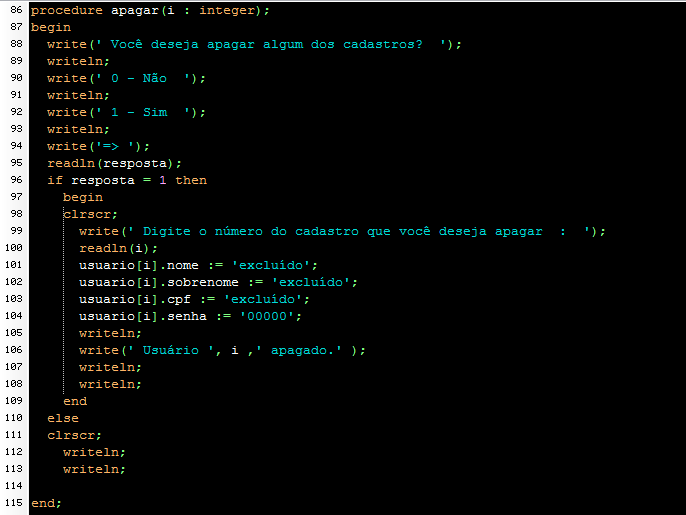 86 procedure apagar(i : integer);
87 begin
88 write(' Você deseja apagar algum dos cadastros?  ');
89 writeln;
90 write(' 0 - Não  ');
91 writeln;
92 write(' 1 - Sim  ');
93 writeln;
94 write('=> ');
95 readln(resposta);
96 if resposta = 1 then
97 begin
98 clrscr;
99 write(' Digite o número do cadastro que você deseja apagar  :  ');
100 readln(i);
101 usuario[i].nome := 'excluído';
102 usuario[i].sobrenome := 'excluído';
103 usuario[i].cpf := 'excluído';
104 usuario[i].senha := '00000';
105 writeln;
106 write(' Usuário ', i ,' apagado.' );
107 writeln;
108 writeln;
109 end
110 else
111 clrscr;
112 writeln;
113 writeln;
114
115 end;